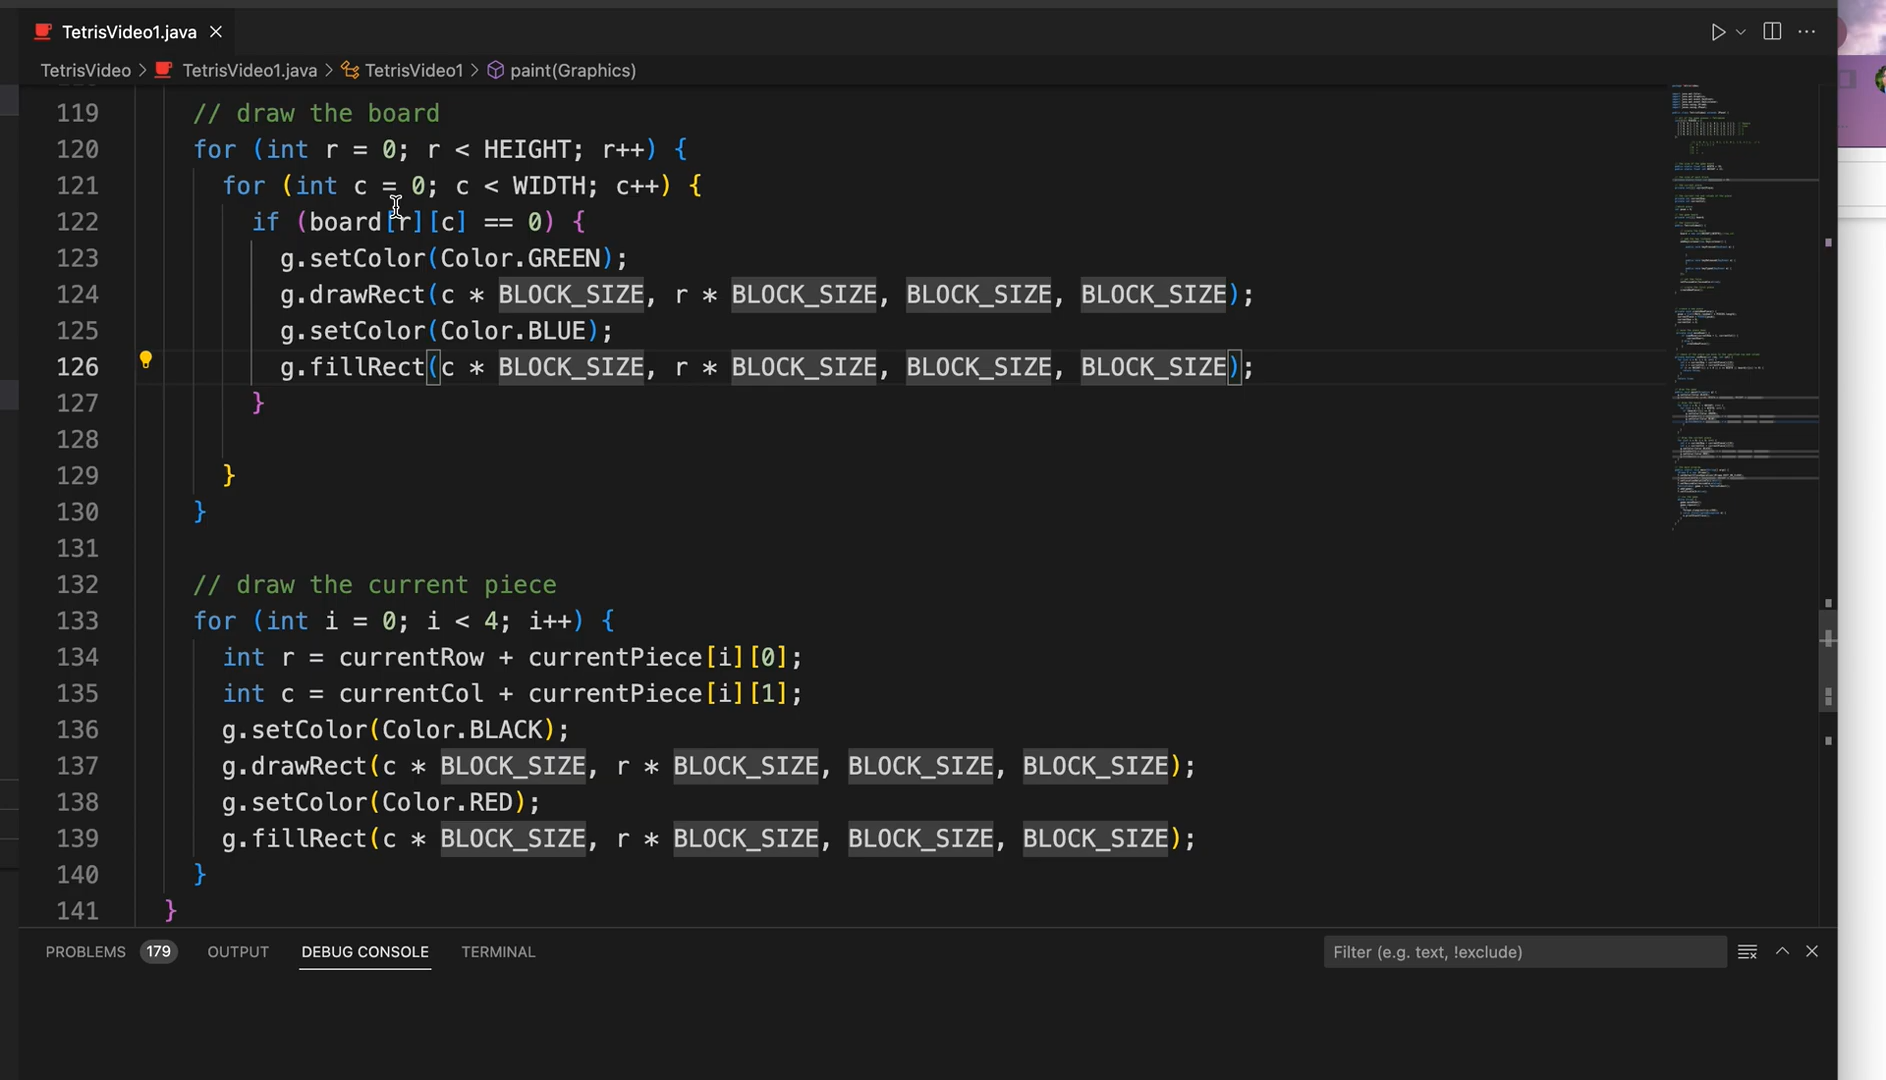 TetrisVideo1.java
TetrisVideo > TetrisVideo1.java > TetrisVideo1 > paint(Graphics)
119 // draw the board
120 for (int r = 0; r < HEIGHT; r++) {
121 for (int c = 0; c < WIDTH; c++) {
122 if (board[r][c] == 0) {
123 g.setColor(Color.GREEN);
124 g.drawRect(c * BLOCK_SIZE, r * BLOCK_SIZE, BLOCK_SIZE, BLOCK_SIZE);
125 g.setColor(Color.BLUE);
126 g.fillRect(c * BLOCK_SIZE, r * BLOCK_SIZE, BLOCK_SIZE, BLOCK_SIZE);
127 }
128
129 }
130 }
131
132 // draw the current piece
133 for (int i = 0; i < 4; i++) {
134 int r = currentRow + currentPiece[i][0];
135 int c = currentCol + currentPiece[i][1];
136 g.setColor(Color.BLACK);
137 g.drawRect(c * BLOCK_SIZE, r * BLOCK_SIZE, BLOCK_SIZE, BLOCK_SIZE);
138 g.setColor(Color.RED);
139 g.fillRect(c * BLOCK_SIZE, r * BLOCK_SIZE, BLOCK_SIZE, BLOCK_SIZE);
140 }
141 }
PROBLEMS 179 OUTPUT DEBUG CONSOLE TERMINAL Filter (e.g. text, !exclude)